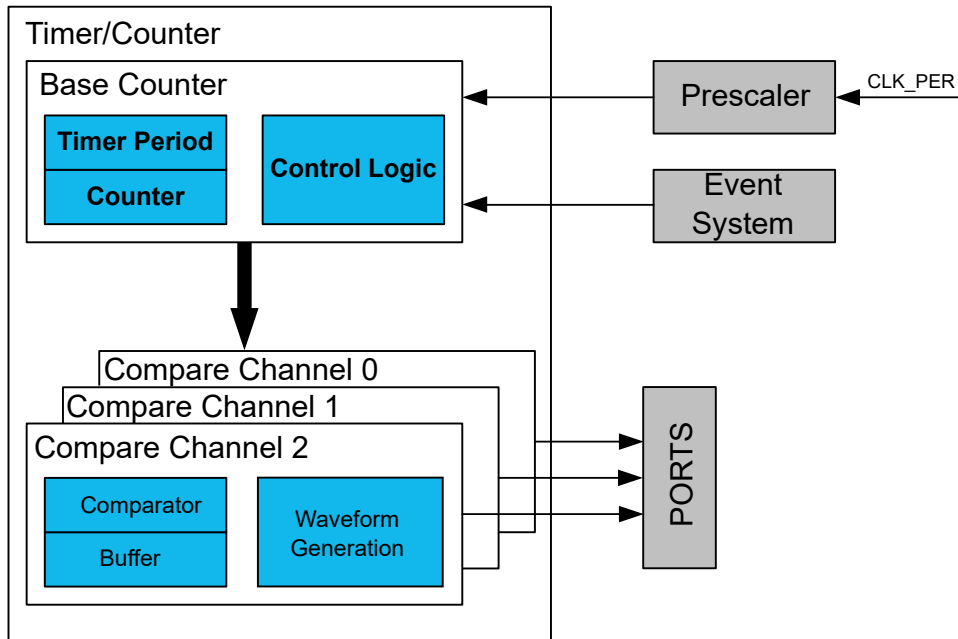 Timer/Counter
Base Counter
Timer Period
Counter
Control Logic
Prescaler
CLK_PER
Event
System
Compare Channel 0
Compare Channel 1
Compare Channel 2
Comparator
Buffer
Waveform
Generation
PORTS